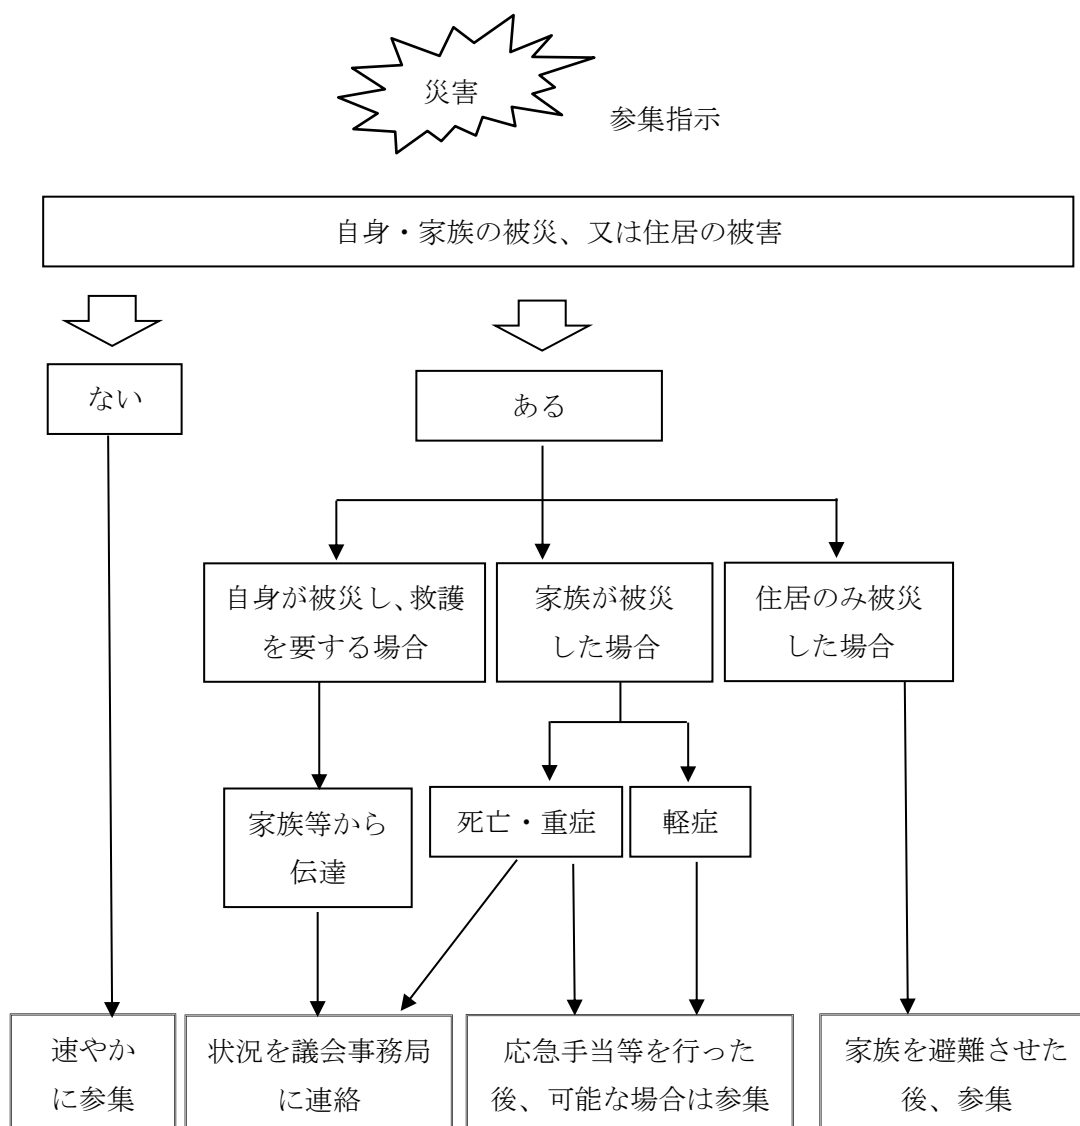 災害
参集指示
自身・家族の被災、又は住居の被害
ない
ある
自身が被災し、救護
を要する場合
家族が被災
した場合
住居のみ被災
した場合
家族等から
伝達
死亡・重症
軽症
速やか
に参集
状況を議会事務局
に連絡
応急手当等を行った
後、可能な場合は参集
家族を避難させた
後、参集